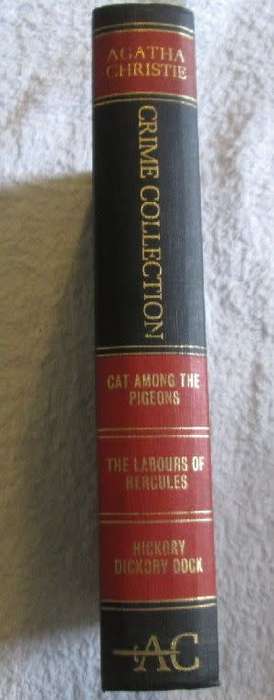 AGATHA
CHRISTIE
CRIME COLLECTION
CAT AMONG THE
PIGEONS
THE LABOURS OF
HERCULES
HICKORY
DICKORY DOCK
AC